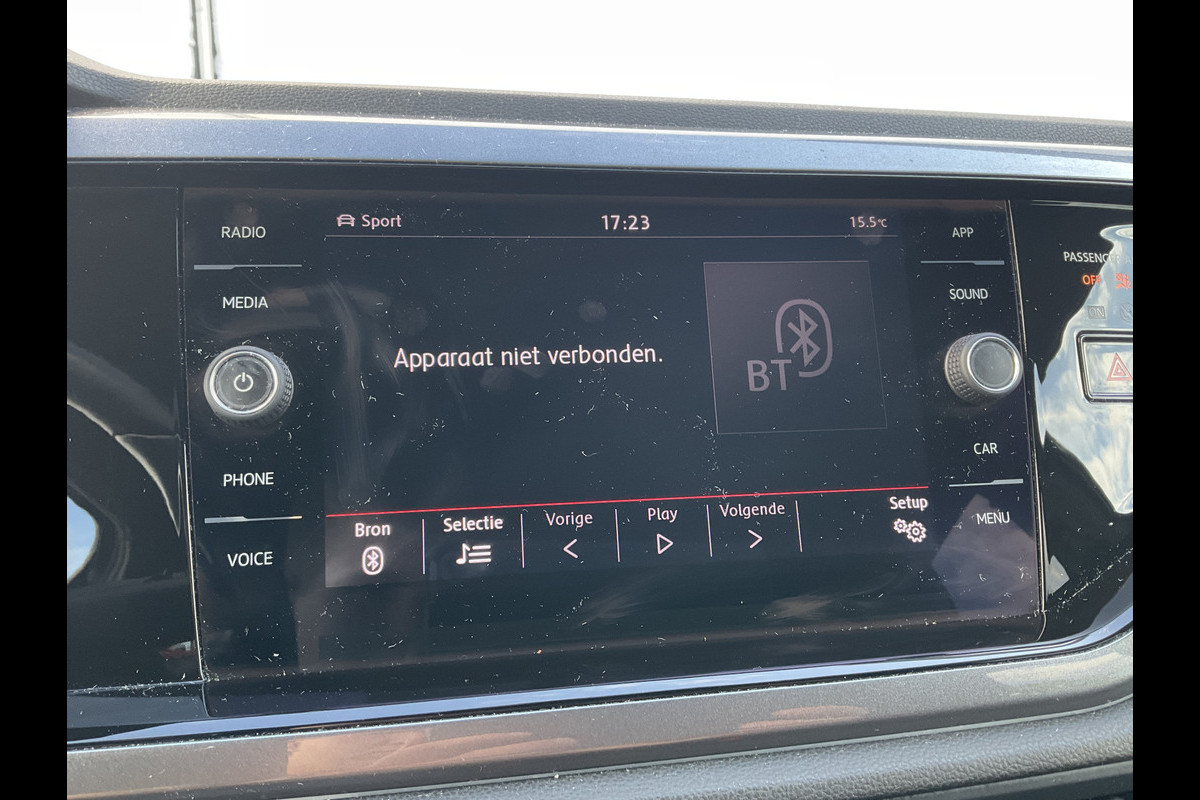 RADIO
MEDIA
PHONE
VOICE
Sport 17:23 15.5°C
Apparaat niet verbonden.
BT
Bron Selectie Vorige Play Volgende Setup
APP
SOUND
CAR
MENU
OFF